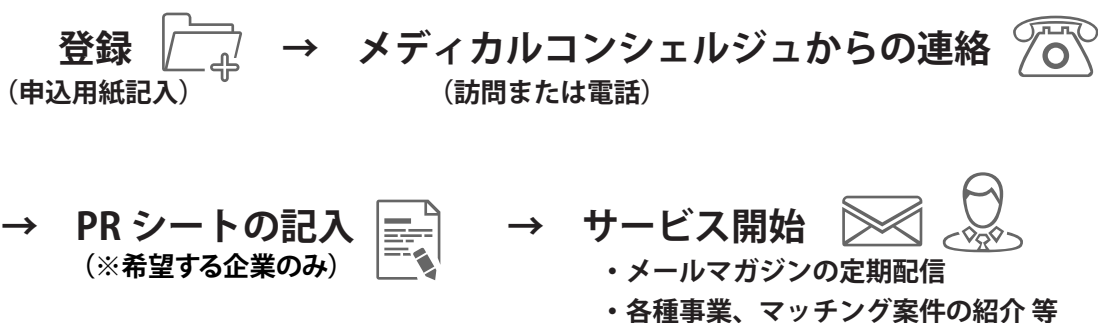 登録 → メディカルコンシェルジュからの連絡
（申込用紙記入） （訪問または電話）
→ PR シートの記入 → サービス開始
（※希望する企業のみ）
・メールマガジンの定期配信
・各種事業、マッチング案件の紹介 等